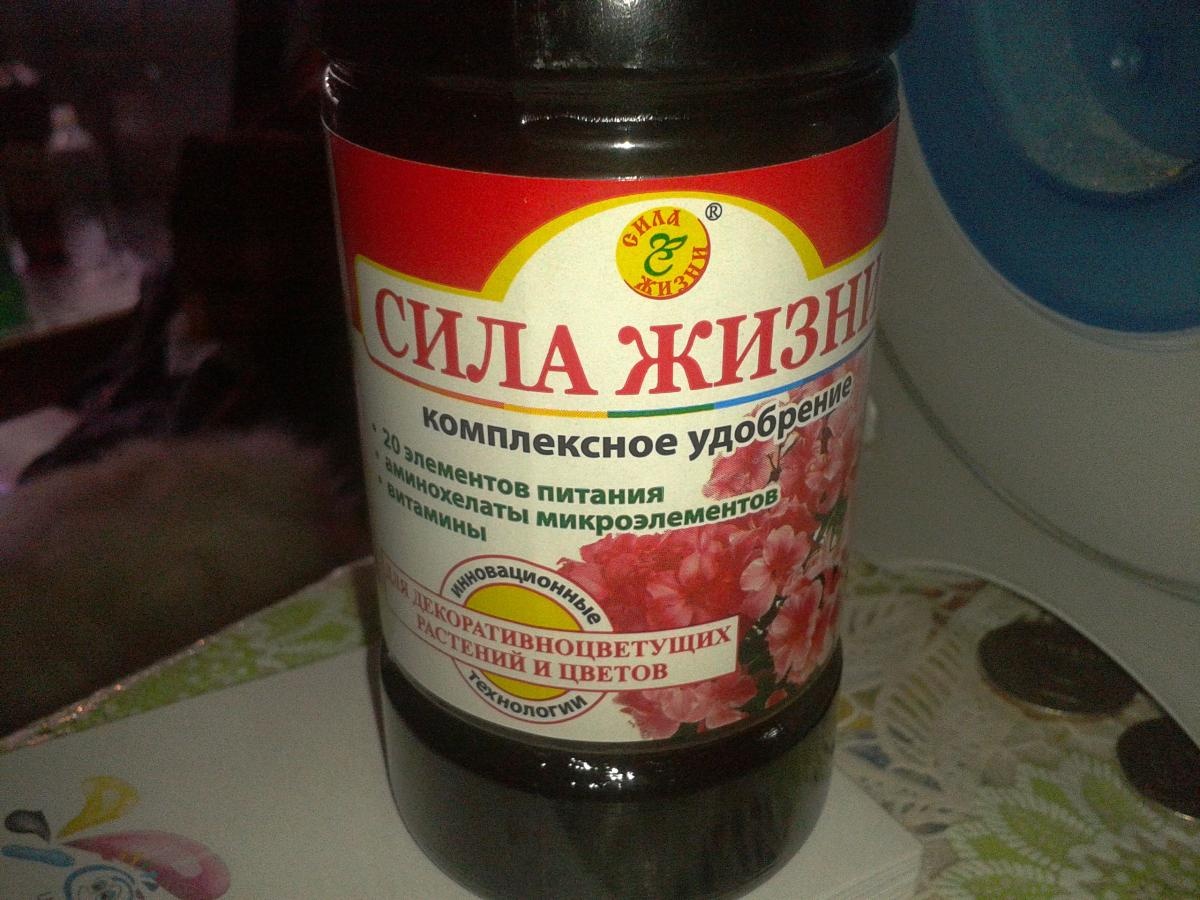 СИЛА
ЖИЗНИ
®
СИЛА ЖИЗНИ
комплексное удобрение
• 20 элементов питания
• аминохелаты микроэлементов
• витамины
инновационные
ДЛЯ ДЕКОРАТИВНОЦВЕТУЩИХ
РАСТЕНИЙ И ЦВЕТОВ
технологии